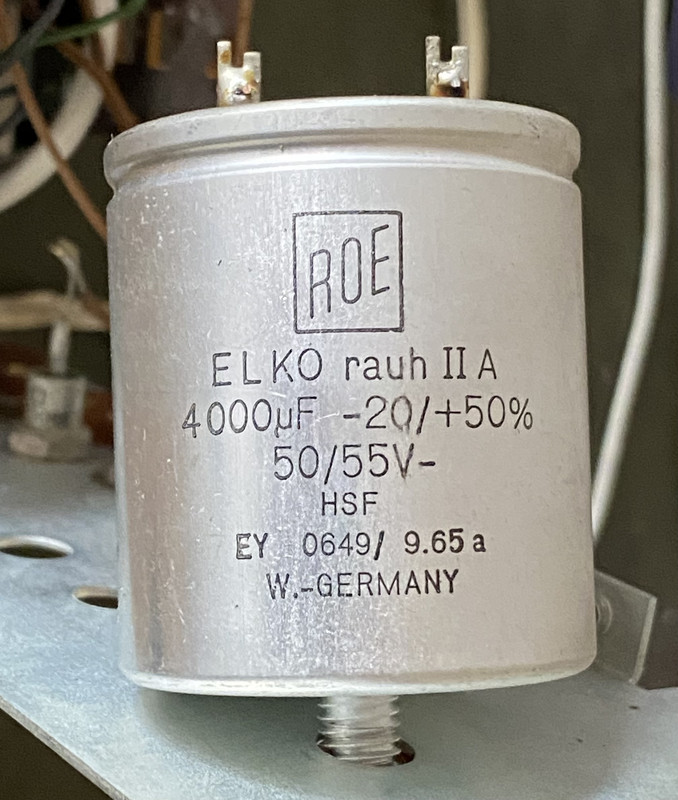 ROE
ELKO rauh II A
4000µF -20/+50%
50/55V-
HSF
EY 0649/ 9.65 a
W.-GERMANY